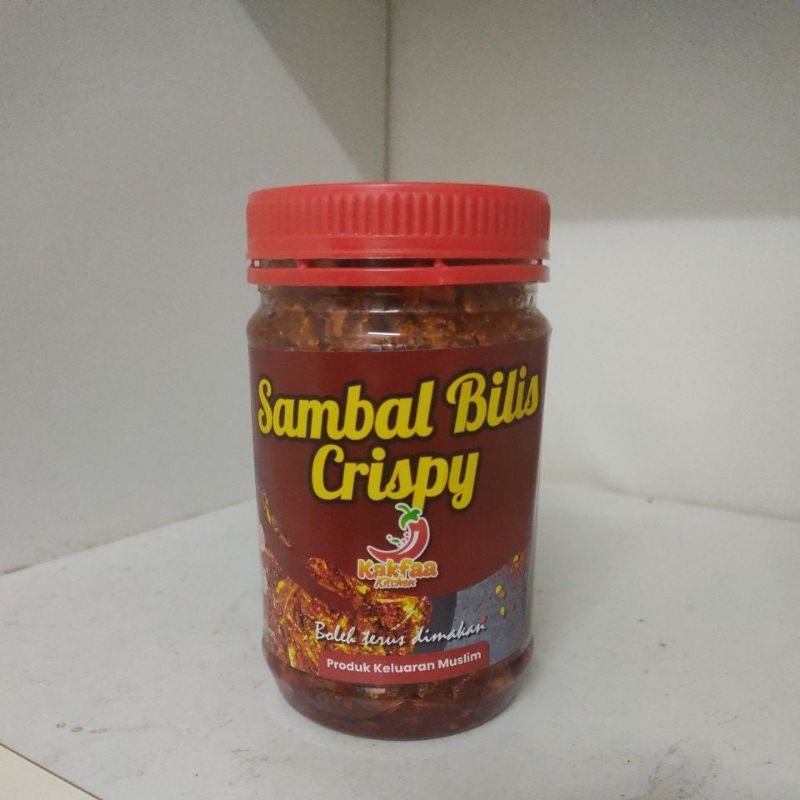 Sambal Bilis
Crispy
Kakfaa
Kitchen
Boleh terus dimakan
Produk Keluaran Muslim